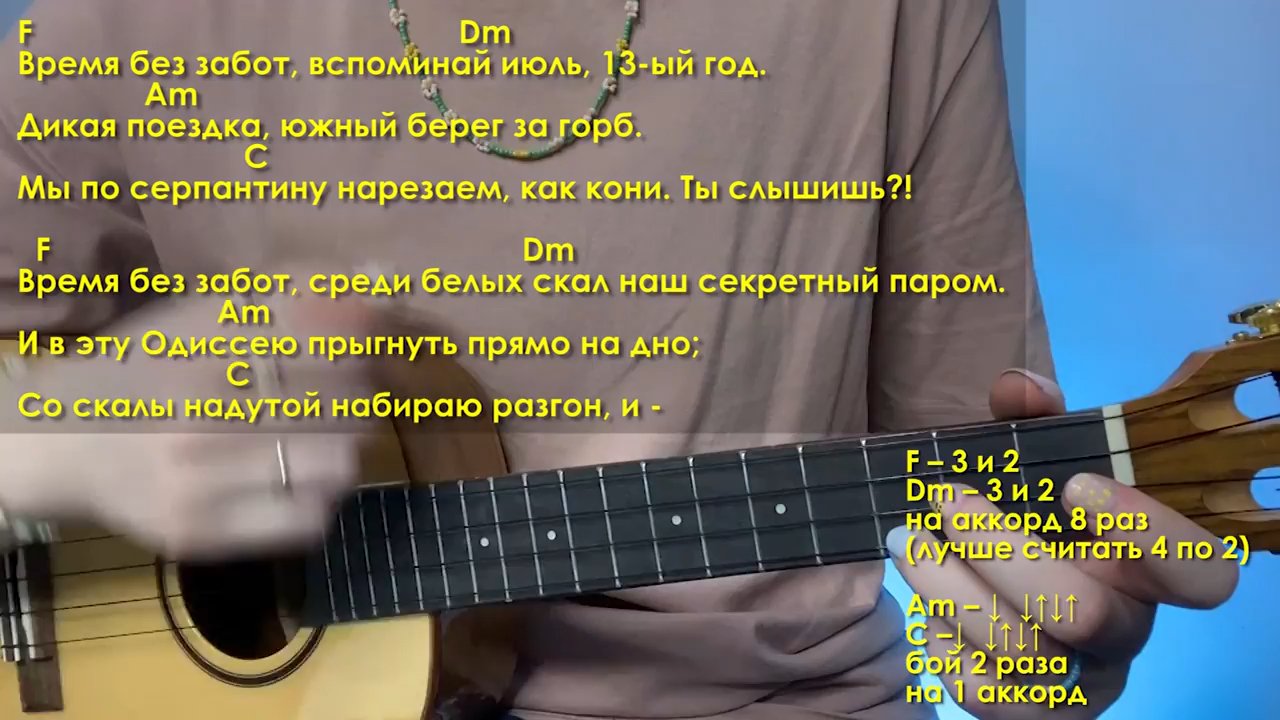 F Dm
Время без забот, вспоминай июль, 13-ый год.
Am
Дикая поездка, южный берег за горб.
C
Мы по серпантину нарезаем, как кони. Ты слышишь?!
F Dm
Время без забот, среди белых скал наш секретный паром.
Am
И в эту Одиссею прыгнуть прямо на дно;
C
Со скалы надутой набираю разгон, и -
F – 3 и 2
Dm – 3 и 2
на аккорд 8 раз
(лучше считать 4 по 2)
Am – ↓ ↓↑↓↑
C –↓ ↓↑↓↑
бой 2 раза
на 1 аккорд